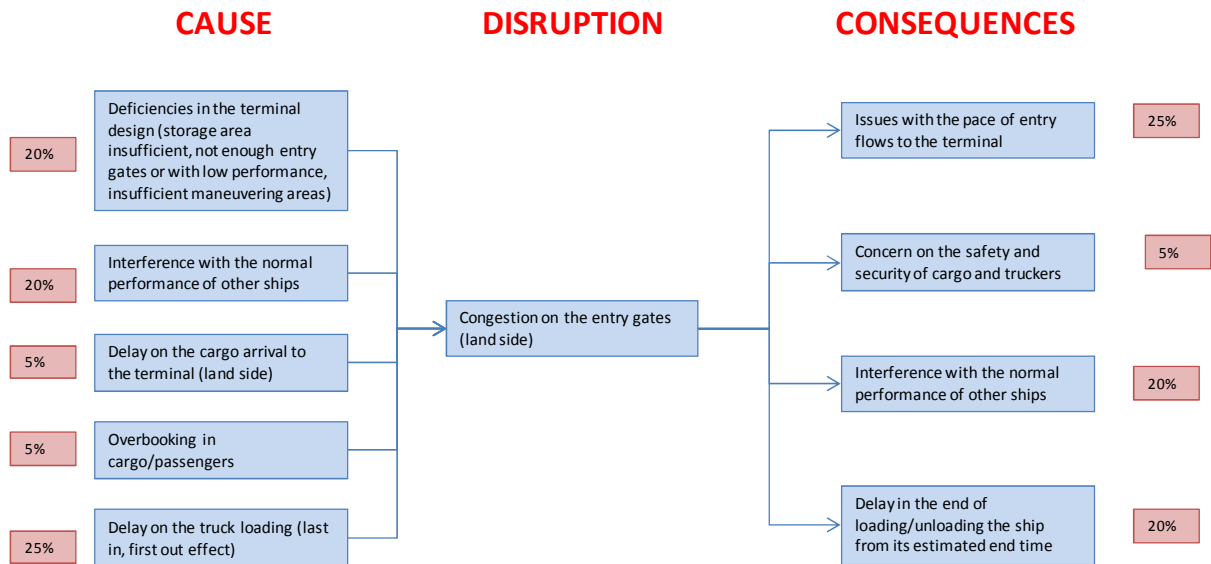 CAUSE
DISRUPTION
CONSEQUENCES
20%
Deficiencies in the terminal
design (storage area
insufficient, not enough entry
gates or with low performance,
insufficient maneuvering areas)
20%
Interference with the normal
performance of other ships
5%
Delay on the cargo arrival to
the terminal (land side)
5%
Overbooking in
cargo/passengers
25%
Delay on the truck loading (last
in, first out effect)
Congestion on the entry gates
(land side)
Issues with the pace of entry
flows to the terminal
25%
Concern on the safety and
security of cargo and truckers
5%
Interference with the normal
performance of other ships
20%
Delay in the end of
loading/unloading the ship
from its estimated end time
20%